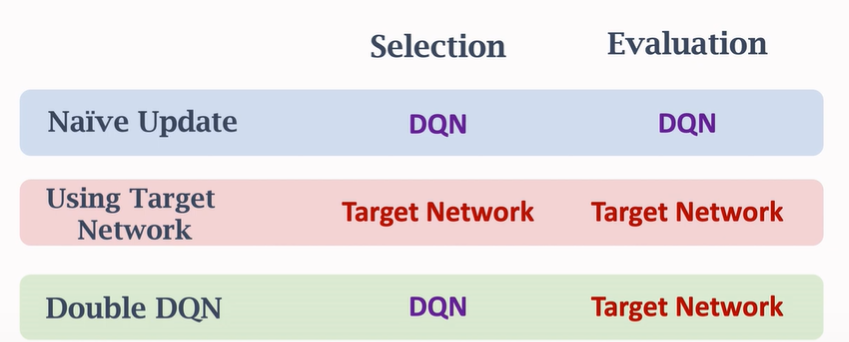 Selection Evaluation
Naïve Update DQN DQN
Using Target
Network Target Network Target Network
Double DQN DQN Target Network